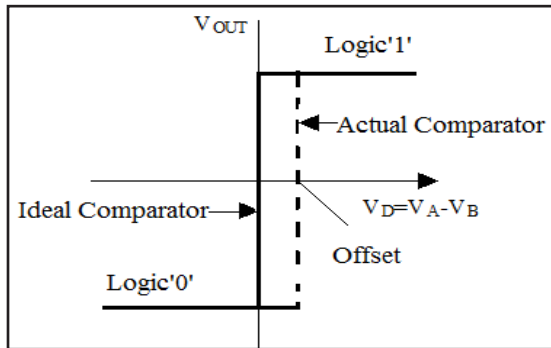 VOUT
Logic'1'
Actual Comparator
Ideal Comparator
VD=VA-VB
Offset
Logic'0'